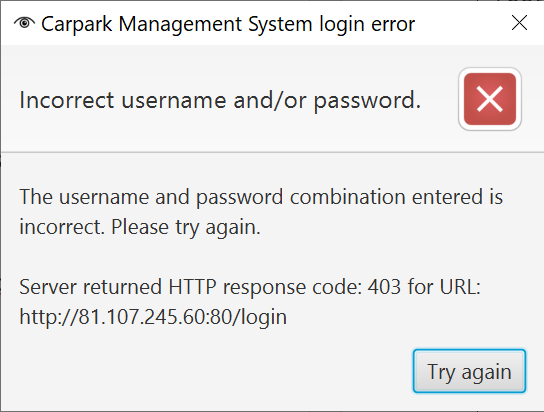 Carpark Management System login error
Incorrect username and/or password.
The username and password combination entered is
incorrect. Please try again.
Server returned HTTP response code: 403 for URL:
http://81.107.245.60:80/login
Try again